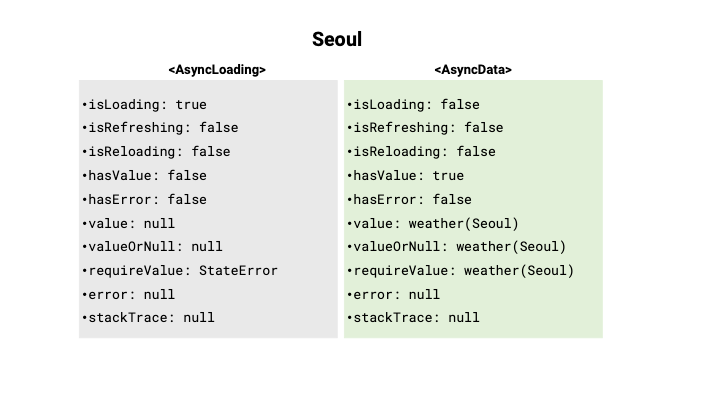 Seoul
<AsyncLoading>
•isLoading: true
•isRefreshing: false
•isReloading: false
•hasValue: false
•hasError: false
•value: null
•valueOrNull: null
•requireValue: StateError
•error: null
•stackTrace: null
<AsyncData>
•isLoading: false
•isRefreshing: false
•isReloading: false
•hasValue: true
•hasError: false
•value: weather(Seoul)
•valueOrNull: weather(Seoul)
•requireValue: weather(Seoul)
•error: null
•stackTrace: null